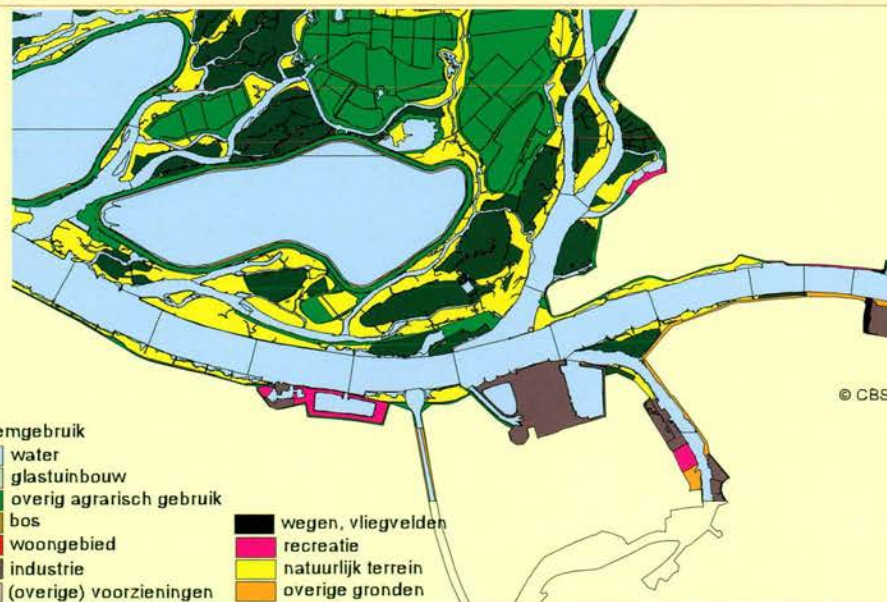 © CBS
emgebruik
water
glastuinbouw
overig agrarisch gebruik
bos
woongebied
industrie
(overige) voorzieningen
wegen, vliegvelden
recreatie
natuurlijk terrein
overige gronden